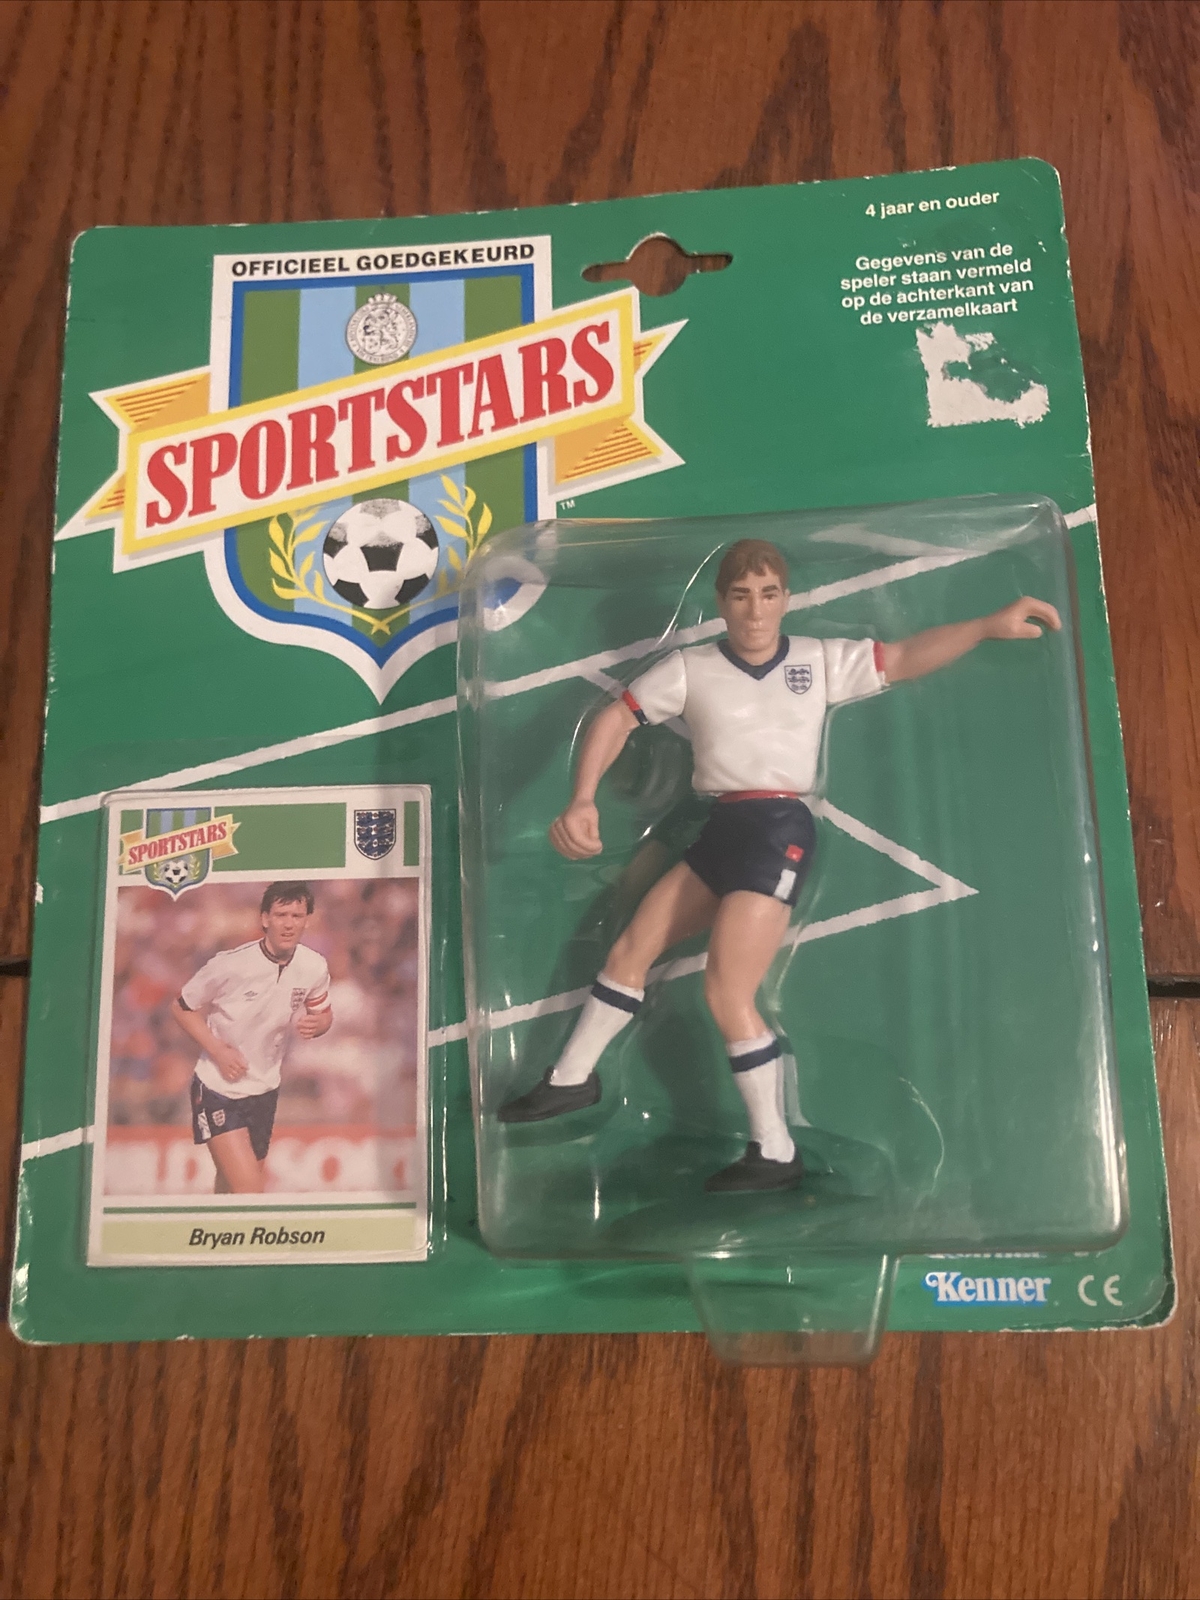 4 jaar en ouder
OFFICIEEL GOEDGEKEURD
Gegevens van de
speler staan vermeld
op de achterkant van
de verzamelkaart
SPORTSTARS
TM
SPORTSTARS
Bryan Robson
Kenner CE